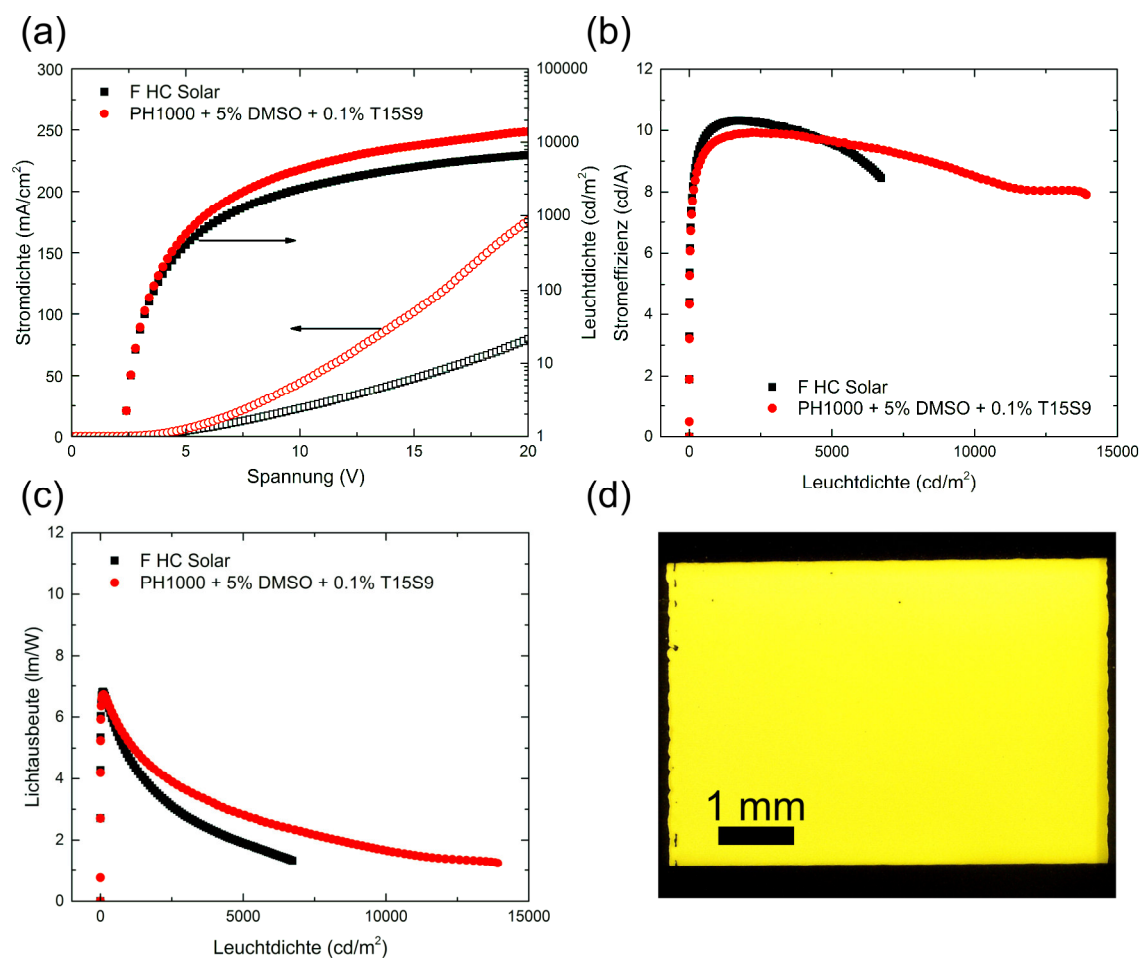 (a)
300
250
200
150
100
50
0
Stromdichte (mA/cm²)
F HC Solar
PH1000 + 5% DMSO + 0.1% T15S9
100000
10000
1000
100
10
1
Leuchtdichte (cd/m²)
0 5 10 15 20
Spannung (V)
(b)
12
10
8
6
4
2
0
Stromeffizienz (cd/A)
F HC Solar
PH1000 + 5% DMSO + 0.1% T15S9
0 5000 10000 15000
Leuchtdichte (cd/m²)
(c)
12
10
8
6
4
2
0
Lichtausbeute (lm/W)
F HC Solar
PH1000 + 5% DMSO + 0.1% T15S9
0 5000 10000 15000
Leuchtdichte (cd/m²)
(d)
1 mm